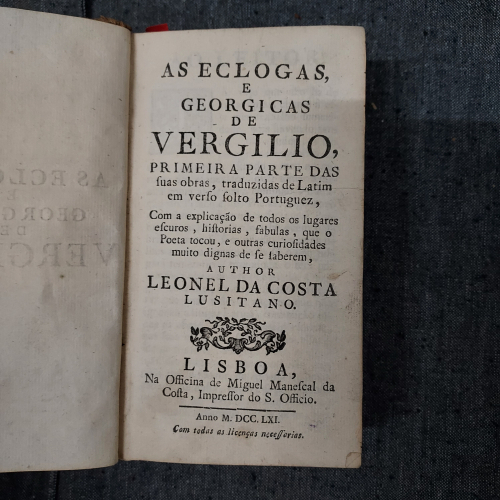 AS ECLOGAS,
E
GEORGICAS
DE
VERGILIO,
PRIMEIRA PARTE DAS
ſuas obras, traduzidas de Latim
em verſo ſolto Portuguez,
Com a explicação de todos os lugares
eſcuros, hiſtorias, fabulas, que o
Poeta tocou, e outras curioſidades
muito dignas de ſe ſaberem,
AUTHOR
LEONEL DA COSTA
LUSITANO.
LISBOA,
Na Officina de Miguel Maneſcal da
Coſta, Impreſſor do S. Officio.
Anno M. DCC. LXI.
Com todas as licenças neceſſarias.